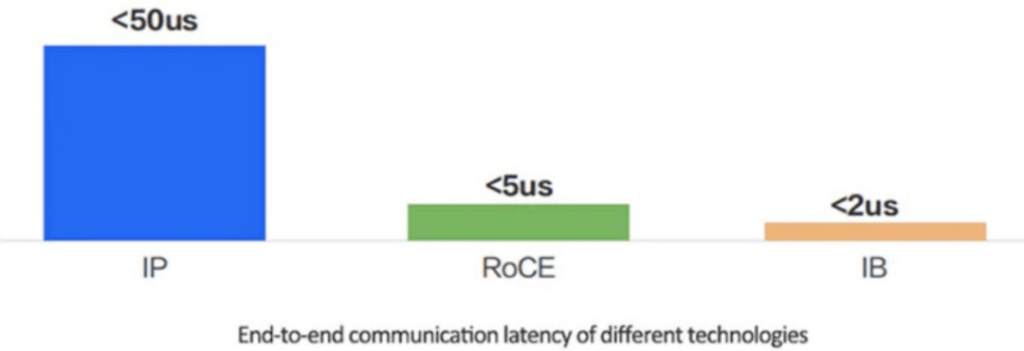 <50us
<5us
<2us
IP RoCE IB
End-to-end communication latency of different technologies